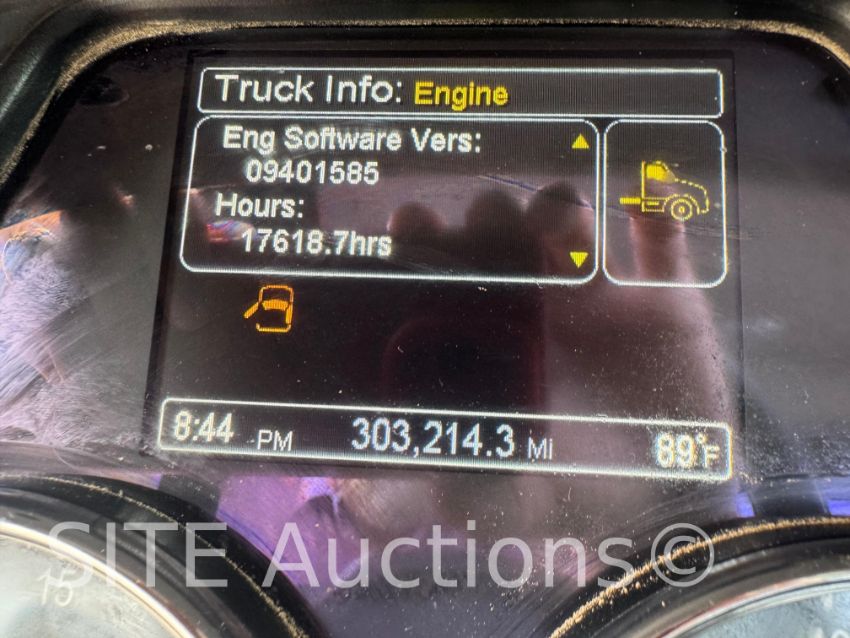 Truck Info: Engine
Eng Software Vers:
09401585
Hours:
17618.7hrs
8:44 PM 303,214.3 Mi 89°F
SITE Auctions©
15